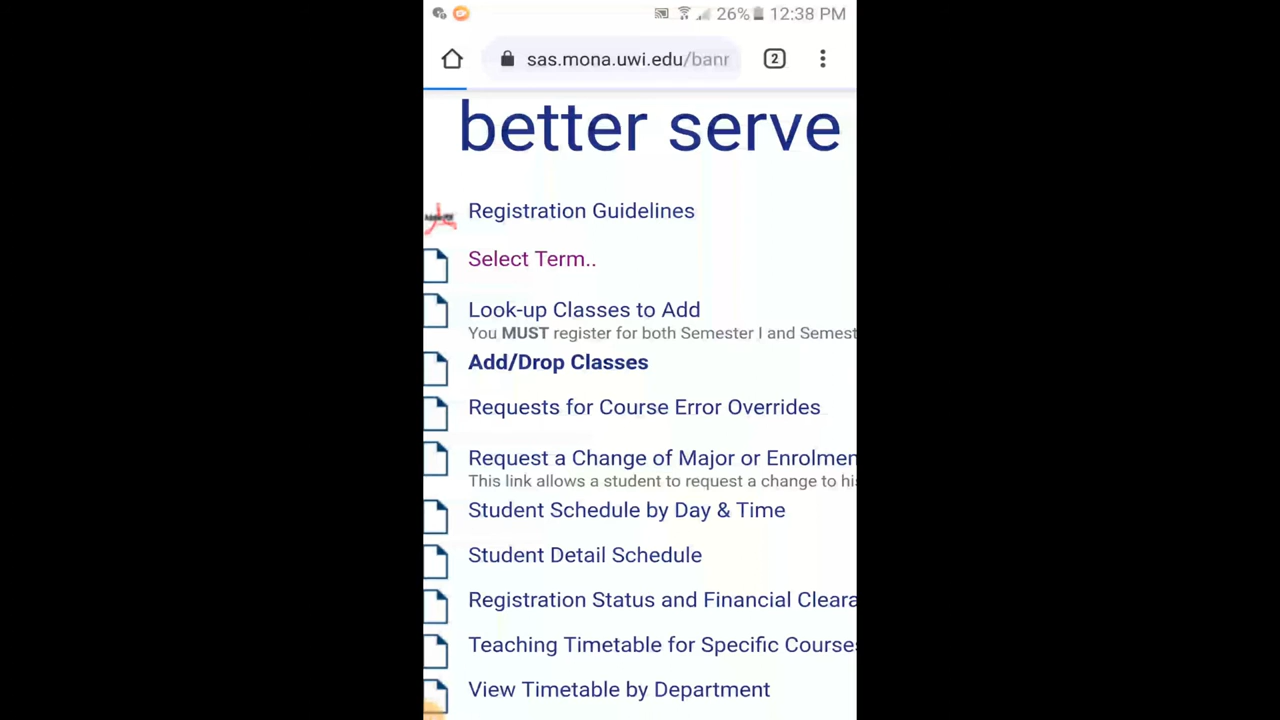 26% 12:38 PM
sas.mona.uwi.edu/banr
2
better serve
Registration Guidelines
Select Term..
Look-up Classes to Add
You MUST register for both Semester I and Semest
Add/Drop Classes
Requests for Course Error Overrides
Request a Change of Major or Enrolmen
This link allows a student to request a change to hi
Student Schedule by Day & Time
Student Detail Schedule
Registration Status and Financial Cleara
Teaching Timetable for Specific Courses
View Timetable by Department